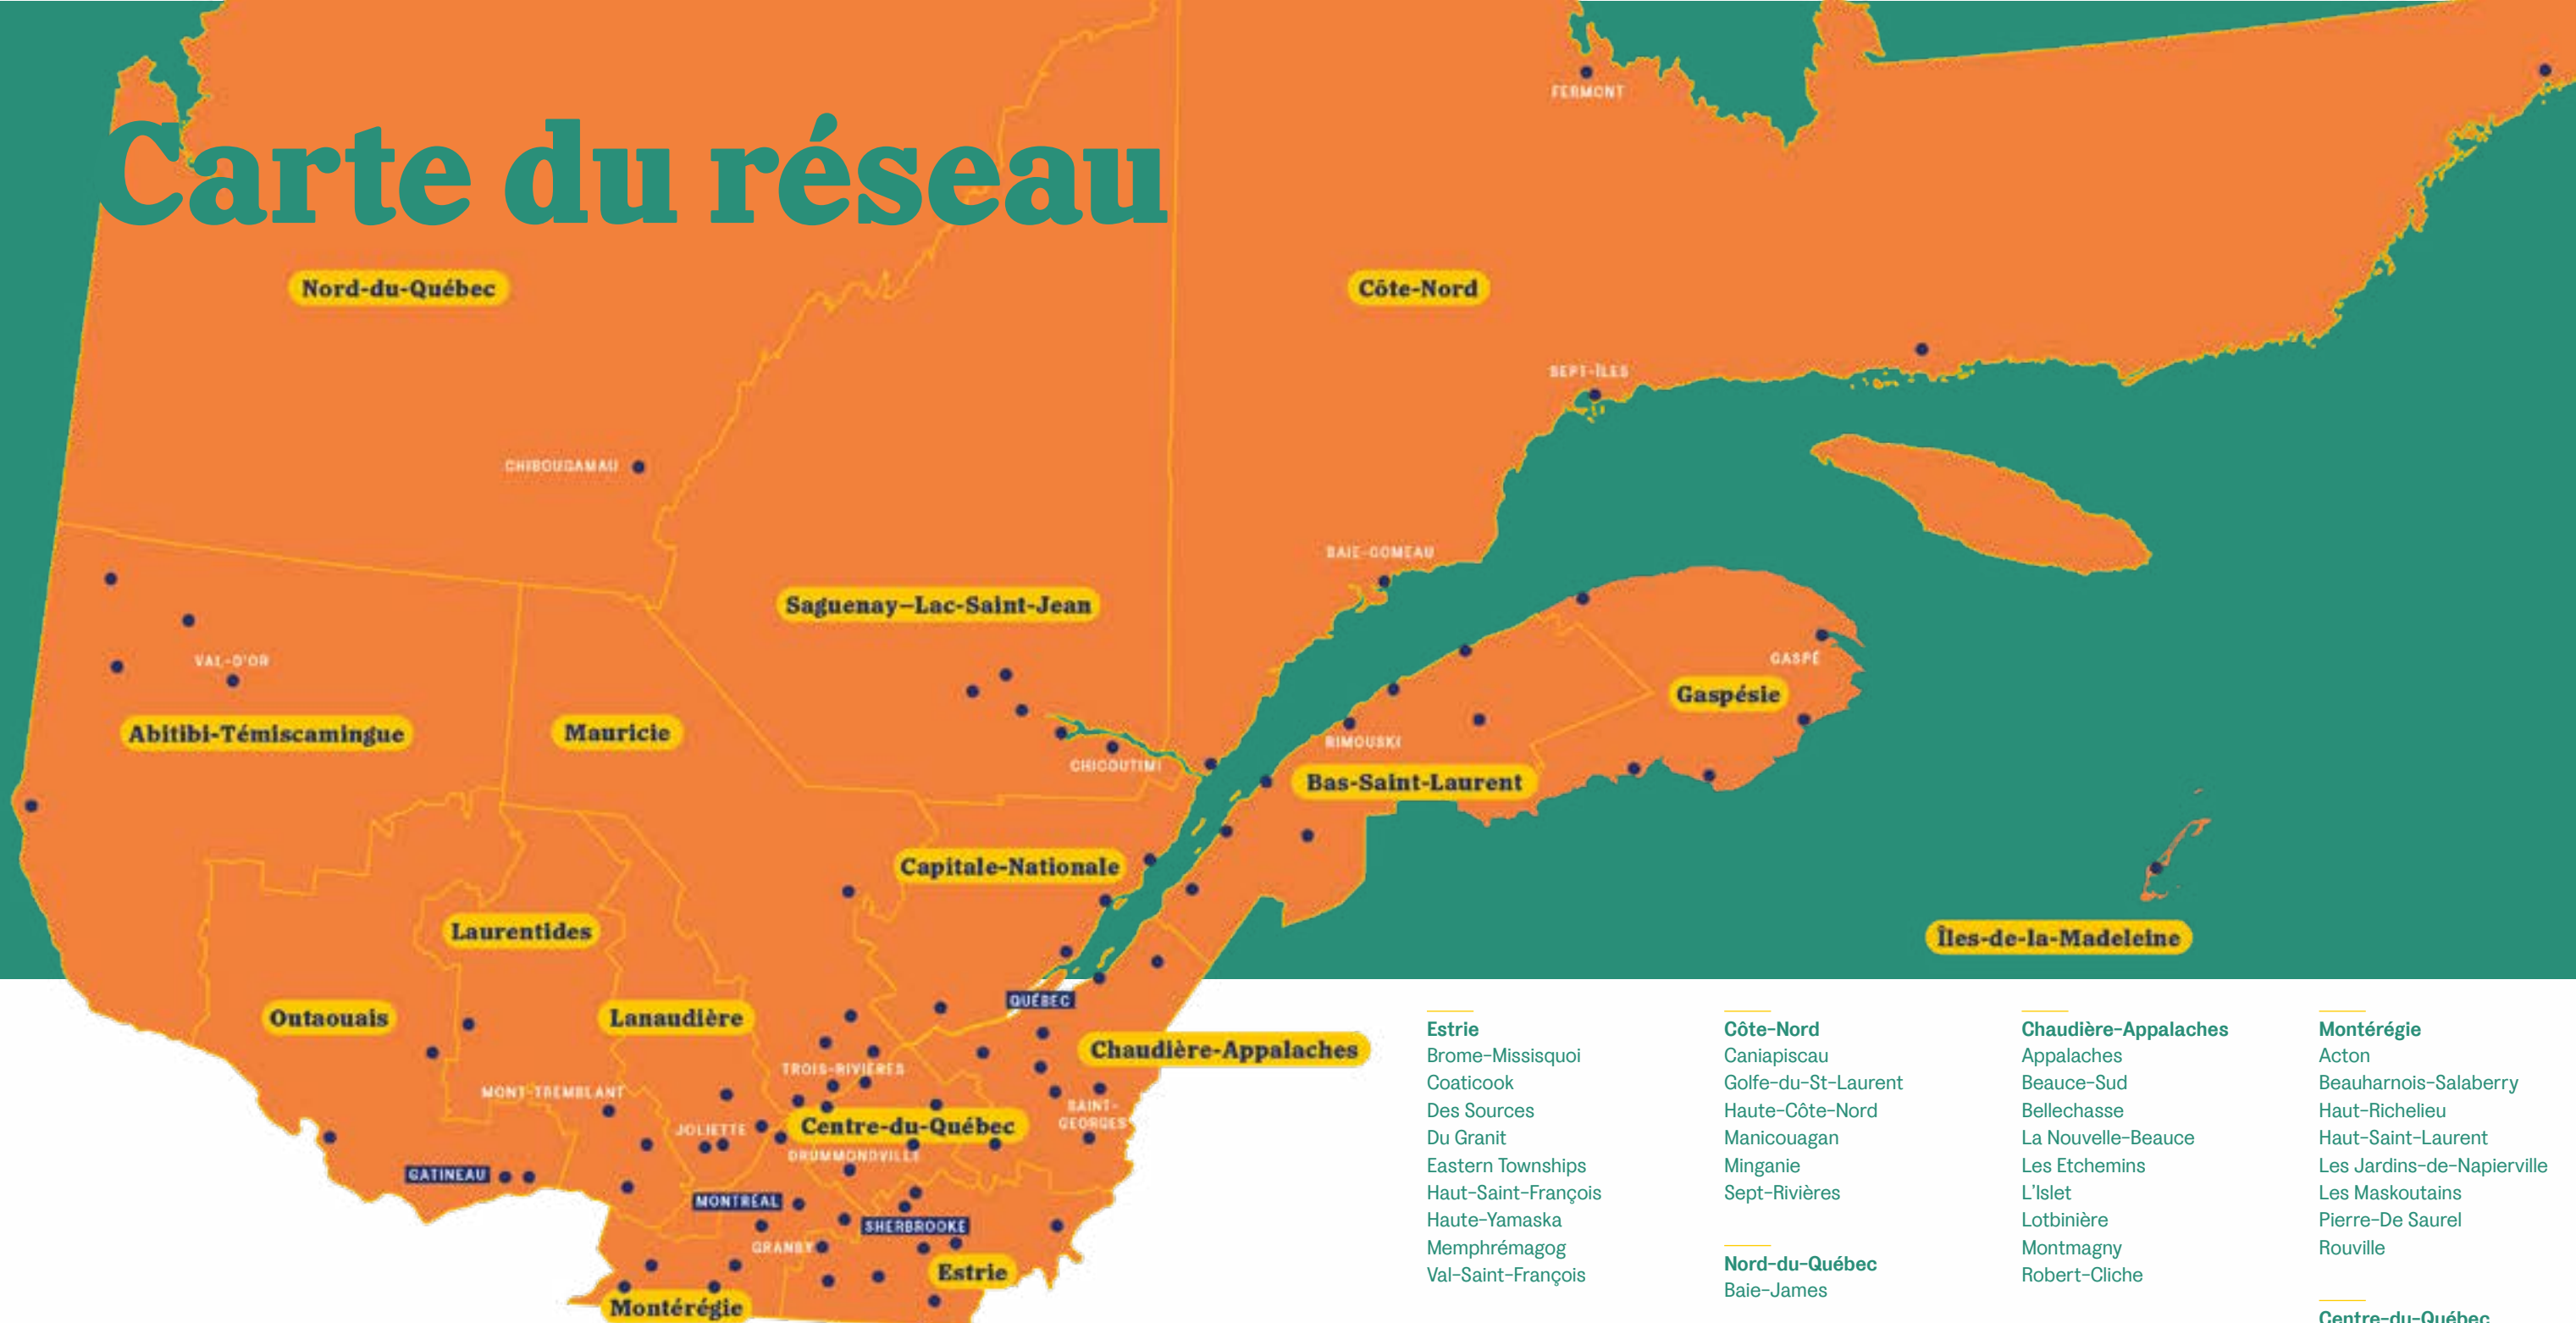 Carte du réseau
FERMONT
Nord-du-Québec
Côte-Nord
SEPT-ÎLES
CHIBOUGAMAU
BAIE-COMEAU
Saguenay–Lac-Saint-Jean
VAL-D'OR
GASPÉ
Gaspésie
Abitibi-Témiscamingue
Mauricie
RIMOUSKI
CHICOUTIMI
Bas-Saint-Laurent
Capitale-Nationale
Laurentides
Îles-de-la-Madeleine
QUÉBEC
Outaouais
Lanaudière
Chaudière-Appalaches
TROIS-RIVIÈRES
MONT-TREMBLANT
SAINT-
GEORGES
JOLIETTE
Centre-du-Québec
DRUMMONDVILLE
GATINEAU
MONTRÉAL
SHERBROOKE
GRANBY
Estrie
Montérégie
Estrie
Brome-Missisquoi
Coaticook
Des Sources
Du Granit
Eastern Townships
Haut-Saint-François
Haute-Yamaska
Memphrémagog
Val-Saint-François
Côte-Nord
Caniapiscau
Golfe-du-St-Laurent
Haute-Côte-Nord
Manicouagan
Minganie
Sept-Rivières
Nord-du-Québec
Baie-James
Chaudière-Appalaches
Appalaches
Beauce-Sud
Bellechasse
La Nouvelle-Beauce
Les Etchemins
L'Islet
Lotbinière
Montmagny
Robert-Cliche
Montérégie
Acton
Beauharnois-Salaberry
Haut-Richelieu
Haut-Saint-Laurent
Les Jardins-de-Napierville
Les Maskoutains
Pierre-De Saurel
Rouville
Centre-du-Québec